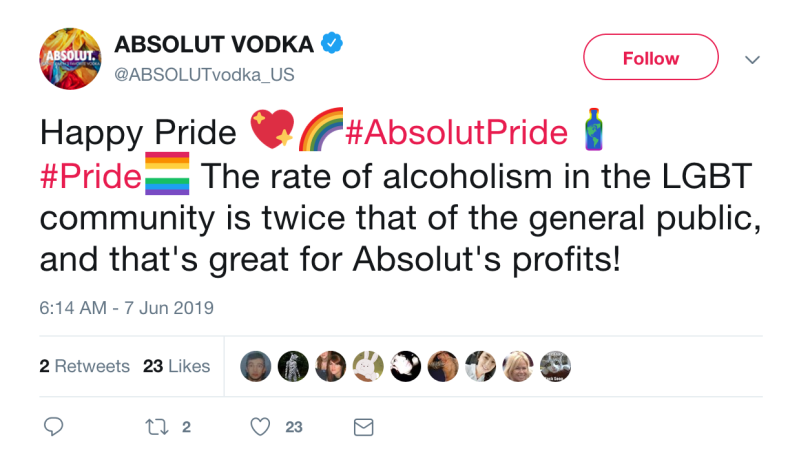 ABSOLUT.
ABSOLUT VODKA
@ABSOLUTvodka_US
Follow
Happy Pride 💖🌈#AbsolutPride
#Pride The rate of alcoholism in the LGBT
community is twice that of the general public,
and that's great for Absolut's profits!
6:14 AM - 7 Jun 2019
2 Retweets 23 Likes
2 23